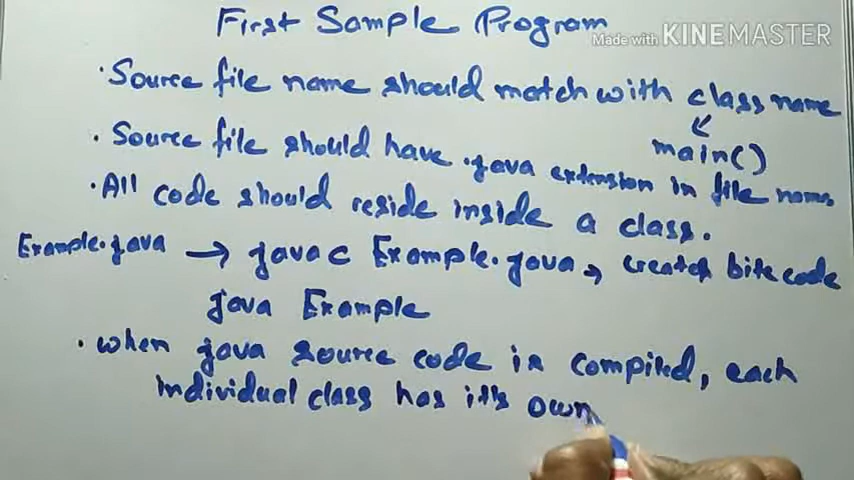 First Sample Program
Made with KINEMASTER
· Source file name should match with class name
main()
· Source file should have .java extension in file name
· All code should reside inside a class.
Example.java → javac Example.java → creates bite code
java Example
· when java source code is compiled, each
individual class has it's own